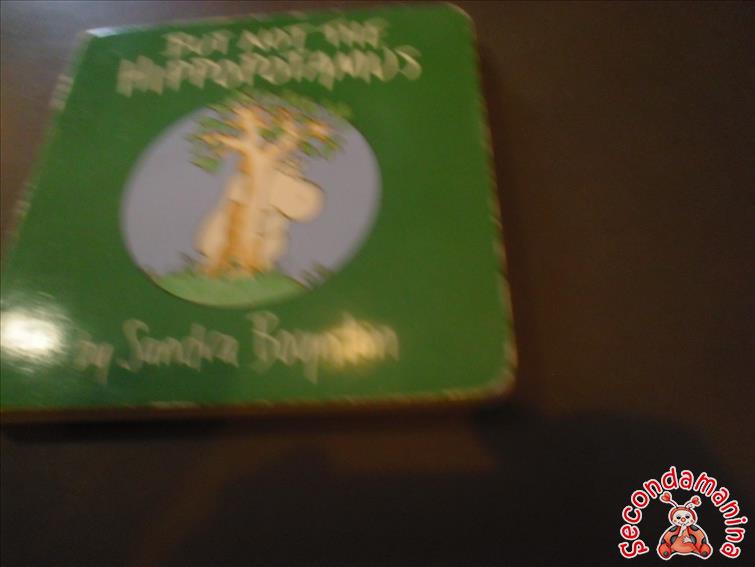 BUT NOT THE
HIPPOPOTAMUS
by Sandra Boynton
secondamanina